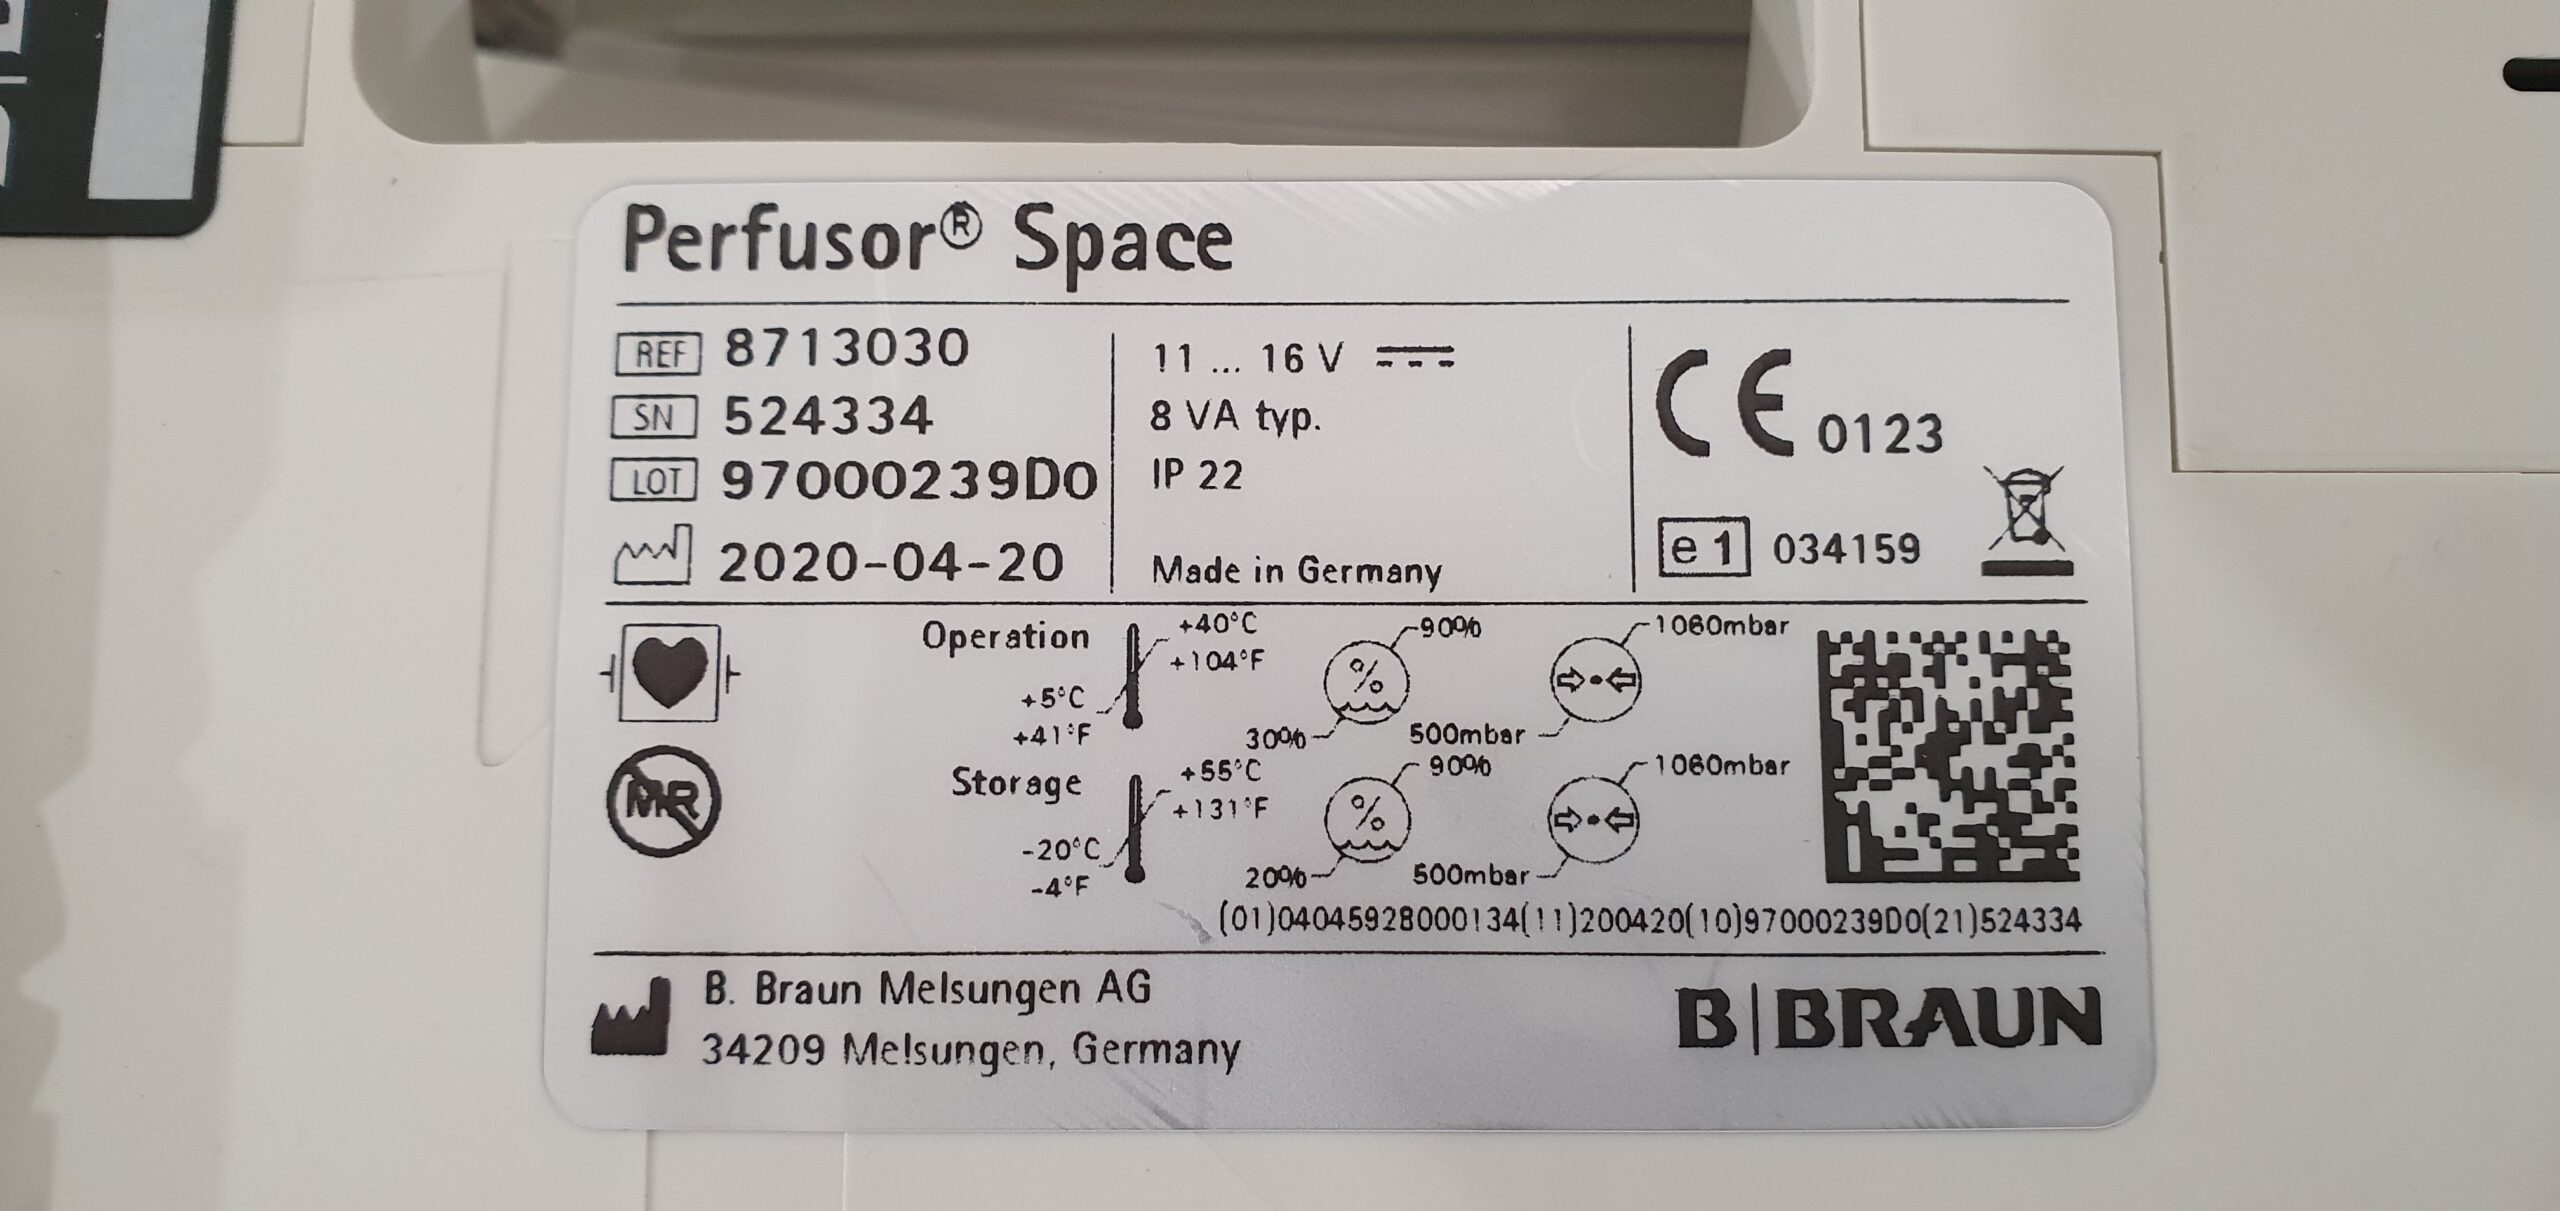 Perfusor® Space
REF 8713030
SN 524334
LOT 97000239D0
2020-04-20
11 ... 16 V
8 VA typ.
IP 22
Made in Germany
CE 0123
e1 034159
MR
Operation
+40°C
+104°F
+5°C
+41°F
90%
30%
1060mbar
500mbar
Storage
+55°C
+131°F
-20°C
-4°F
90%
20%
1060mbar
500mbar
(01)04045928000134(11)200420(10)97000239D0(21)524334
B. Braun Melsungen AG
34209 Melsungen, Germany
B|BRAUN